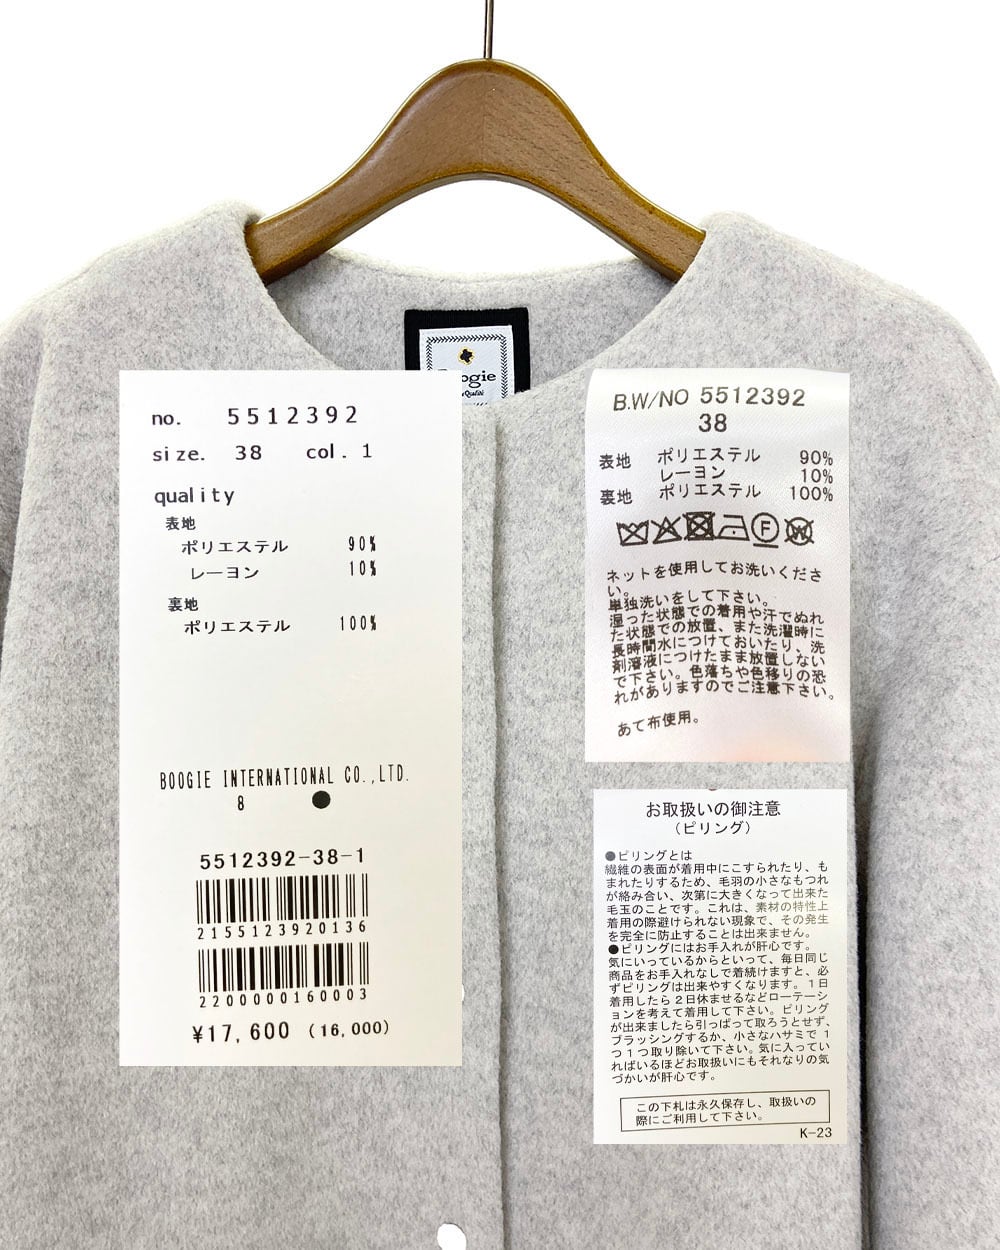 no. 5512392
size. 38 col. 1
quality
表地
ポリエステル 90%
レーヨン 10%
裏地
ポリエステル 100%
BOOGIE INTERNATIONAL CO.,LTD.
8
5512392-38-1
2155123920136
2200000160003
¥17,600 (16,000)
B.W/NO 5512392
38
表地 ポリエステル 90%
レーヨン 10%
裏地 ポリエステル 100%
F
W
ネットを使用してお洗いくださ
い。
単独洗いをして下さい。
湿った状態での着用や汗でぬれ
た状態での放置、また洗濯時に
長時間水につけておいたり、洗
剤溶液につけたまま放置しない
で下さい。色落ちや色移りの恐
れがありますのでご注意下さい。
あて布使用。
お取扱いの御注意
(ピリング)
●ピリングとは
繊維の表面が着用中にこすられたり、も
まれたりするため、毛羽の小さなもつれ
が絡み合い、次第に大きくなって出来た
毛玉のことです。これは、素材の特性上
着用の際避けられない現象で、その発生
を完全に防止することは出来ません。
●ピリングにはお手入れが肝心です。
気にいっているからといって、毎日同じ
商品をお手入れなしで着続けますと、必
ずピリングは出来やすくなります。1日
着用したら2日休ませるなどローテーシ
ョンを考えて着用して下さい。ピリング
が出来ましたら引っぱって取ろうとせず、
ブラッシングするか、小さなハサミで1
つ1つ取り除いて下さい。気に入ってい
ればいるほどお取扱いにもそれなりの気
づかいが肝心です。
この下札は永久保存し、取扱いの
際にご利用して下さい。
K-23